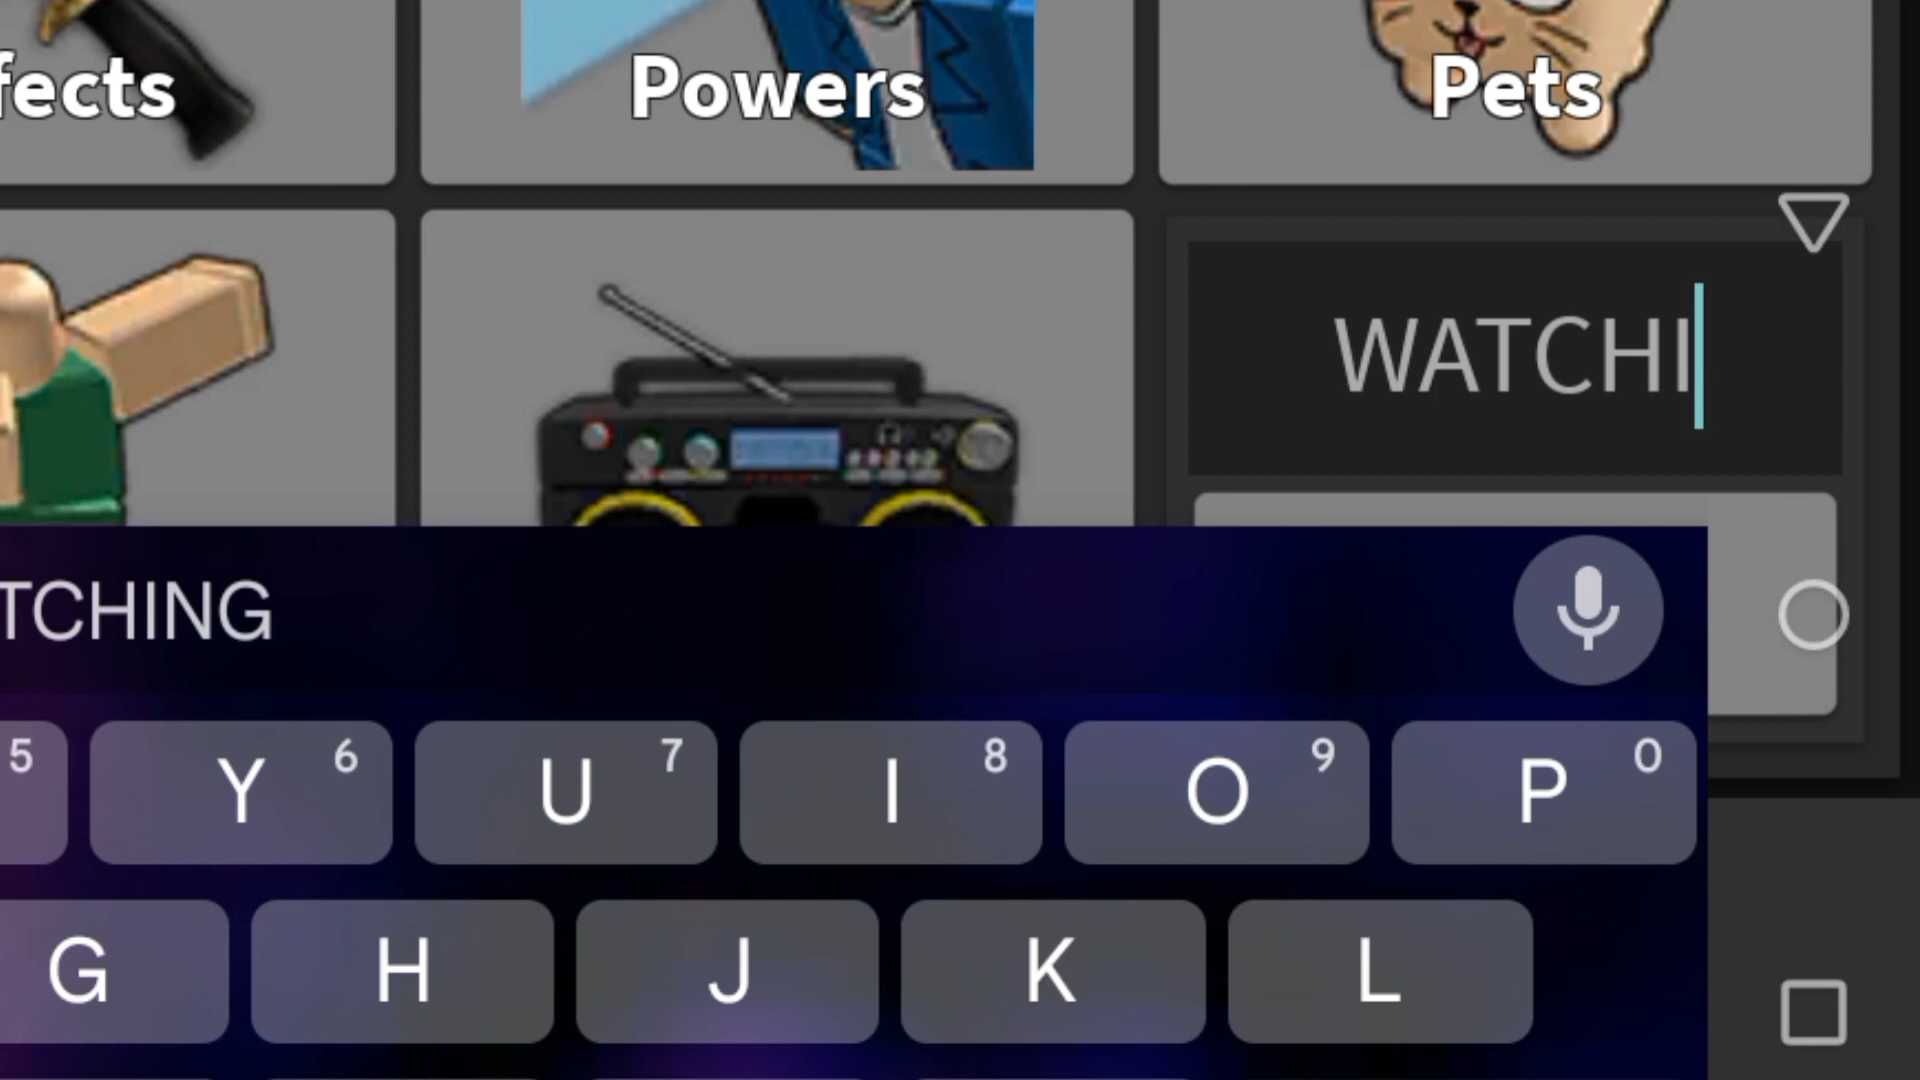 fects
Powers
Pets
WATCHI
TCHING
5
Y 6
U 7
I 8
O 9
P 0
G
H
J
K
L